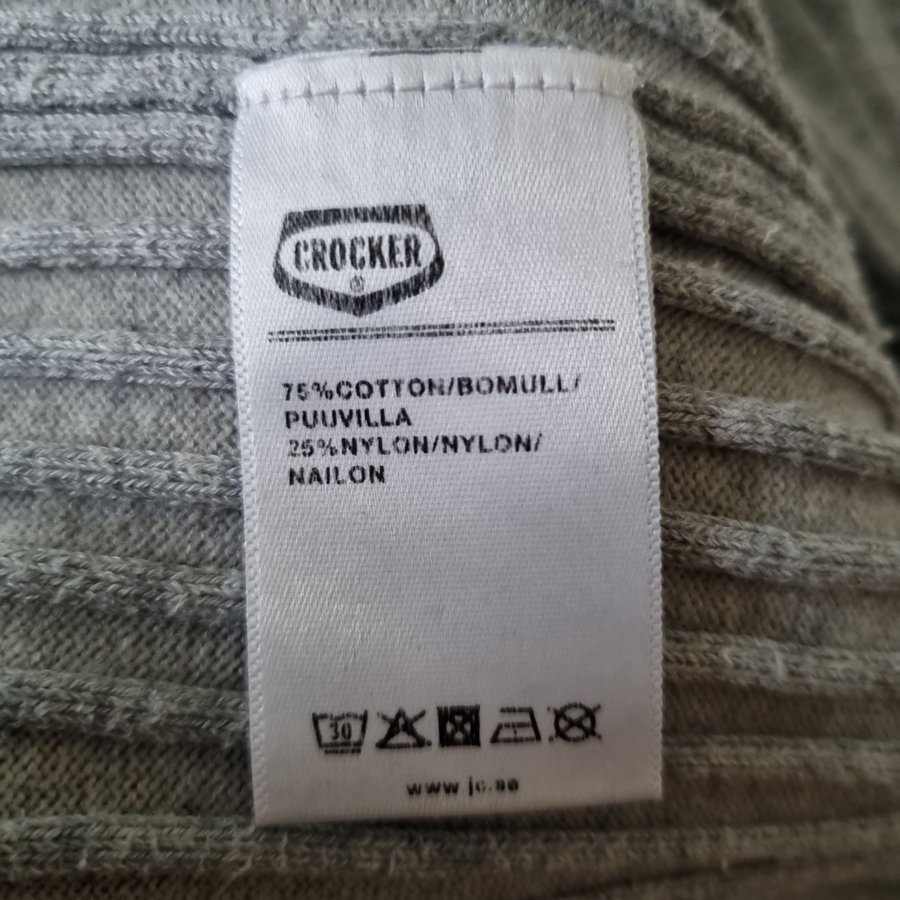 CROCKER
®
75%COTTON/BOMULL/
PUUVILLA
25%NYLON/NYLON/
NAILON
30
www.jc.se